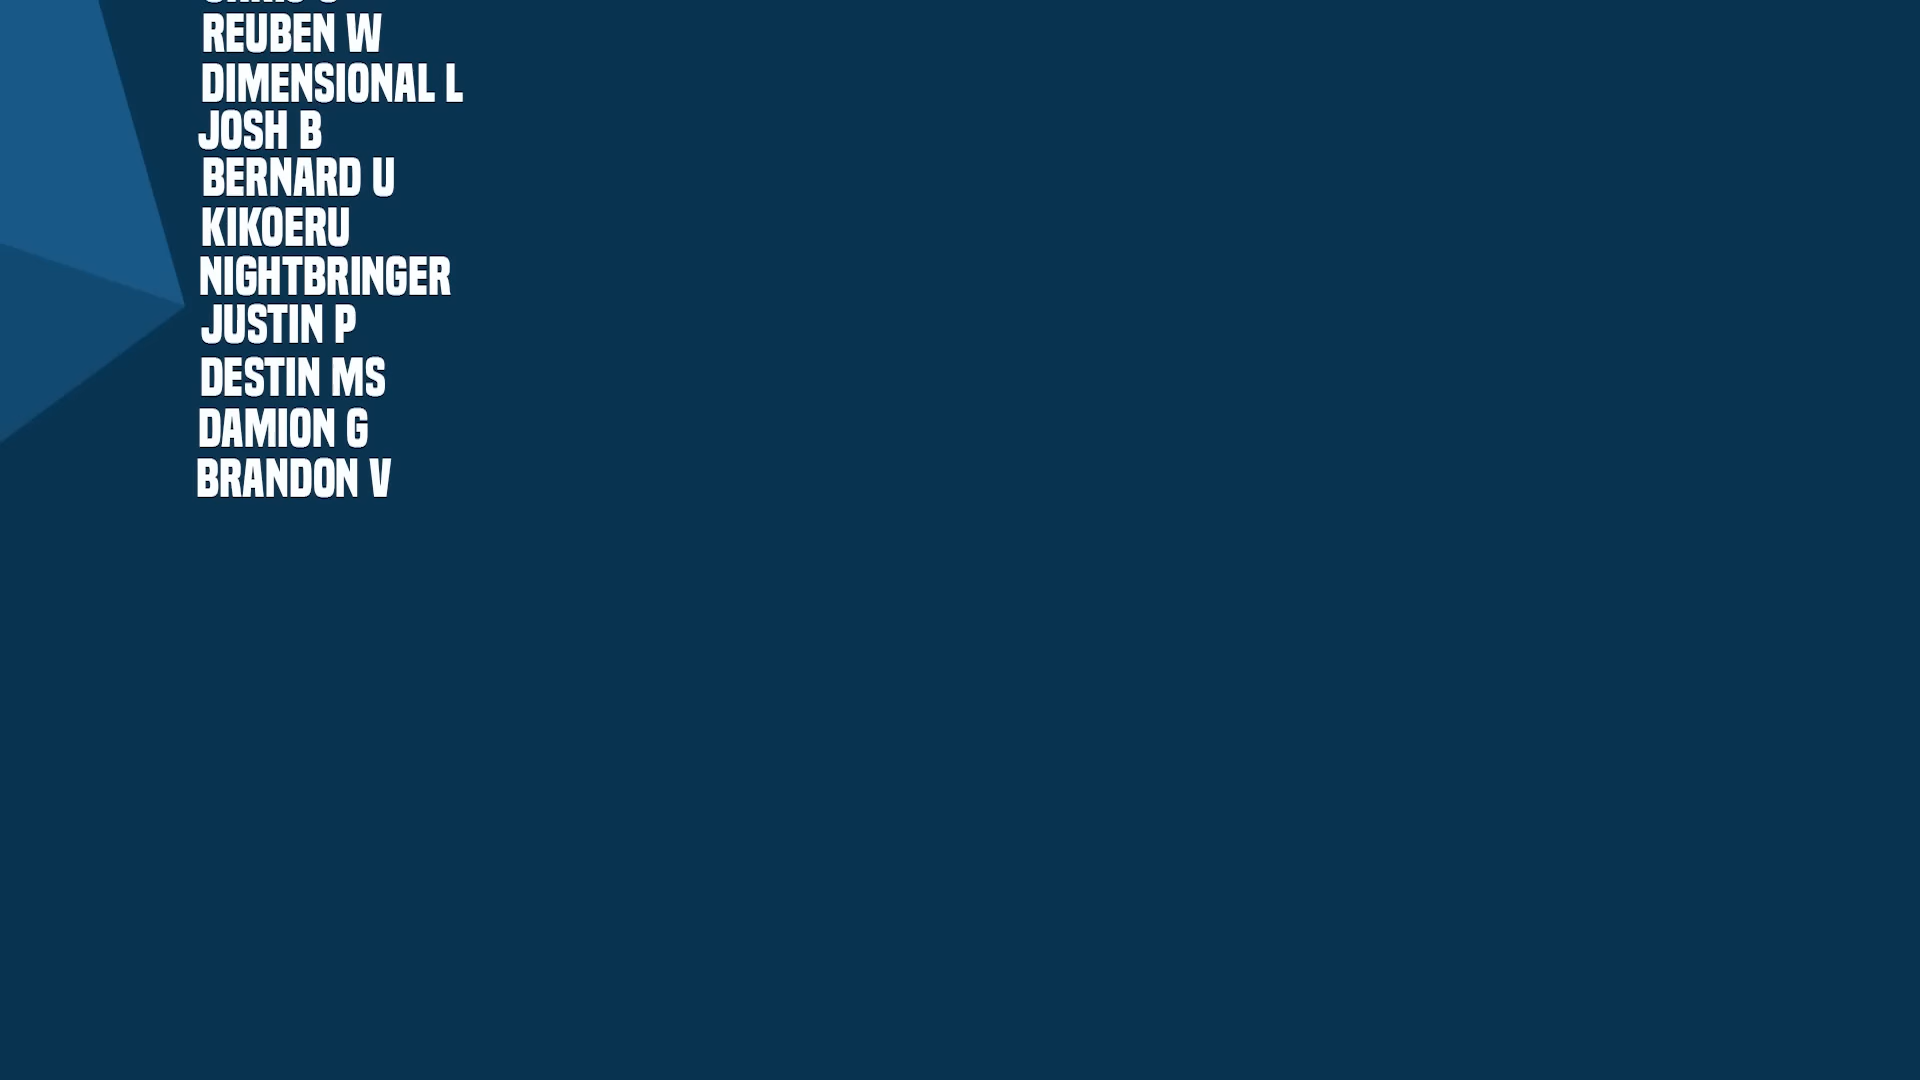 REUBEN W
DIMENSIONAL L
JOSH B
BERNARD U
KIKOERU
NIGHTBRINGER
JUSTIN P
DESTIN MS
DAMION G
BRANDON V